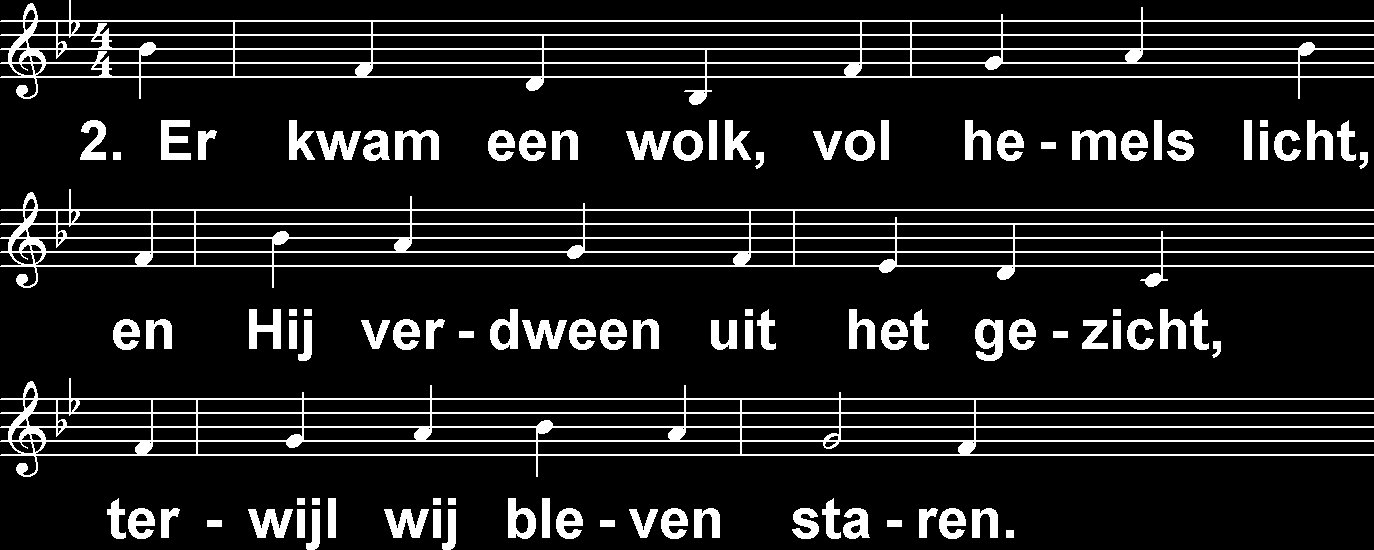 2. Er kwam een wolk, vol he - mels licht,
en Hij ver - dween uit het ge - zicht,
ter - wijl wij ble - ven sta - ren.